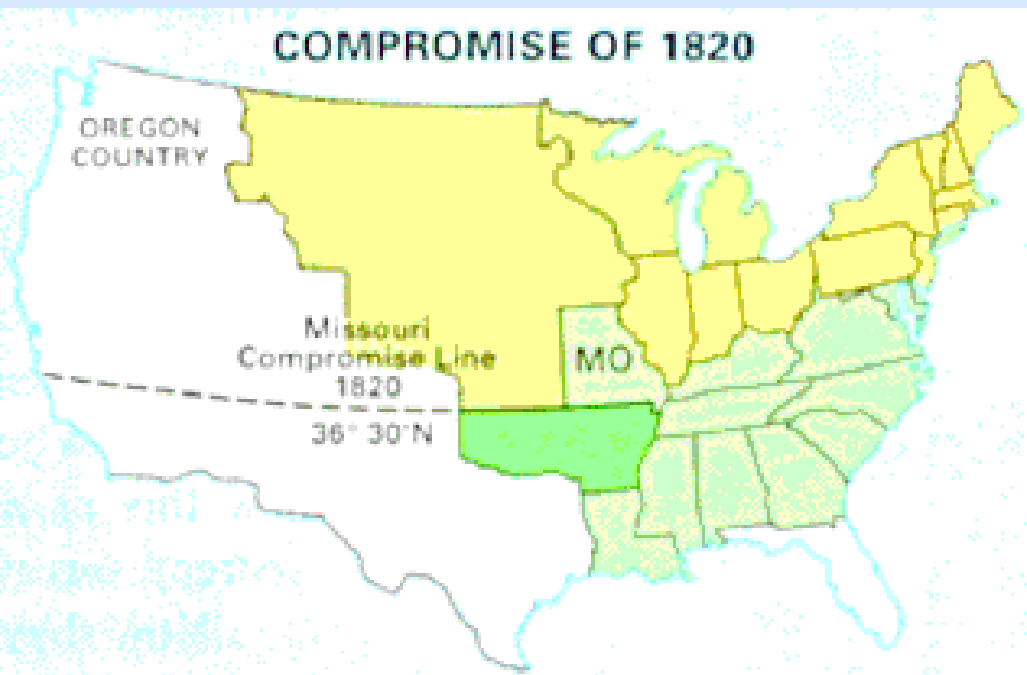 COMPROMISE OF 1820
OREGON
COUNTRY
Missouri
Compromise Line
1820
MO
36° 30'N